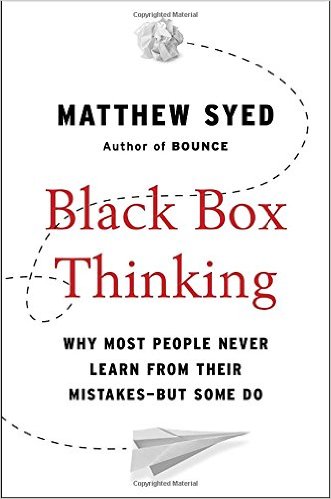 Copyrighted Material
MATTHEW SYED
Author of BOUNCE
Black Box
Thinking
WHY MOST PEOPLE NEVER
LEARN FROM THEIR
MISTAKES–BUT SOME DO
Copyrighted Material